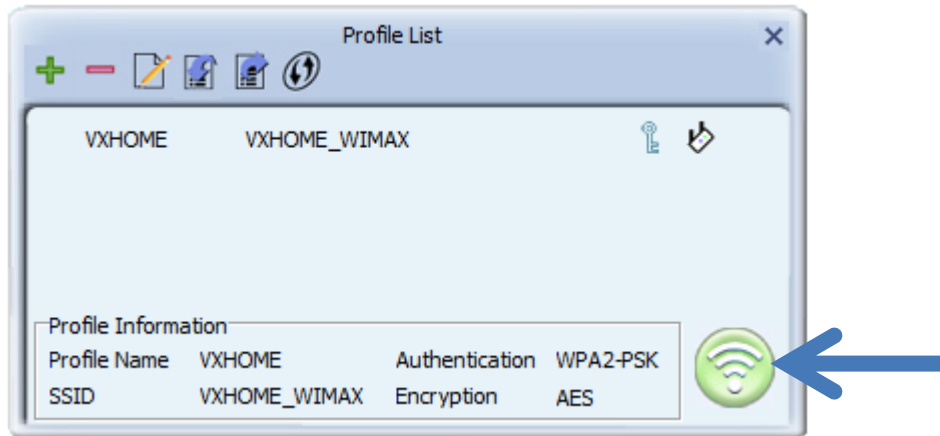 Profile List
VXHOME VXHOME_WIMAX
Profile Information
Profile Name VXHOME Authentication WPA2-PSK
SSID VXHOME_WIMAX Encryption AES